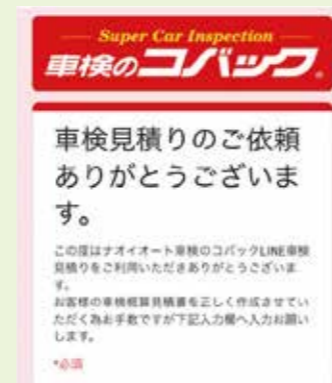 Super Car Inspection
車検のコバック
車検見積りのご依頼
ありがとうございま
す。
この度はナオイオート車検のコバックLINE車検
見積りをご利用いただきありがとうございま
す。
お客様の車検概算見積書を正しく作成させてい
ただく為お手数ですが下記入力欄へ入力お願い
します。
*必須